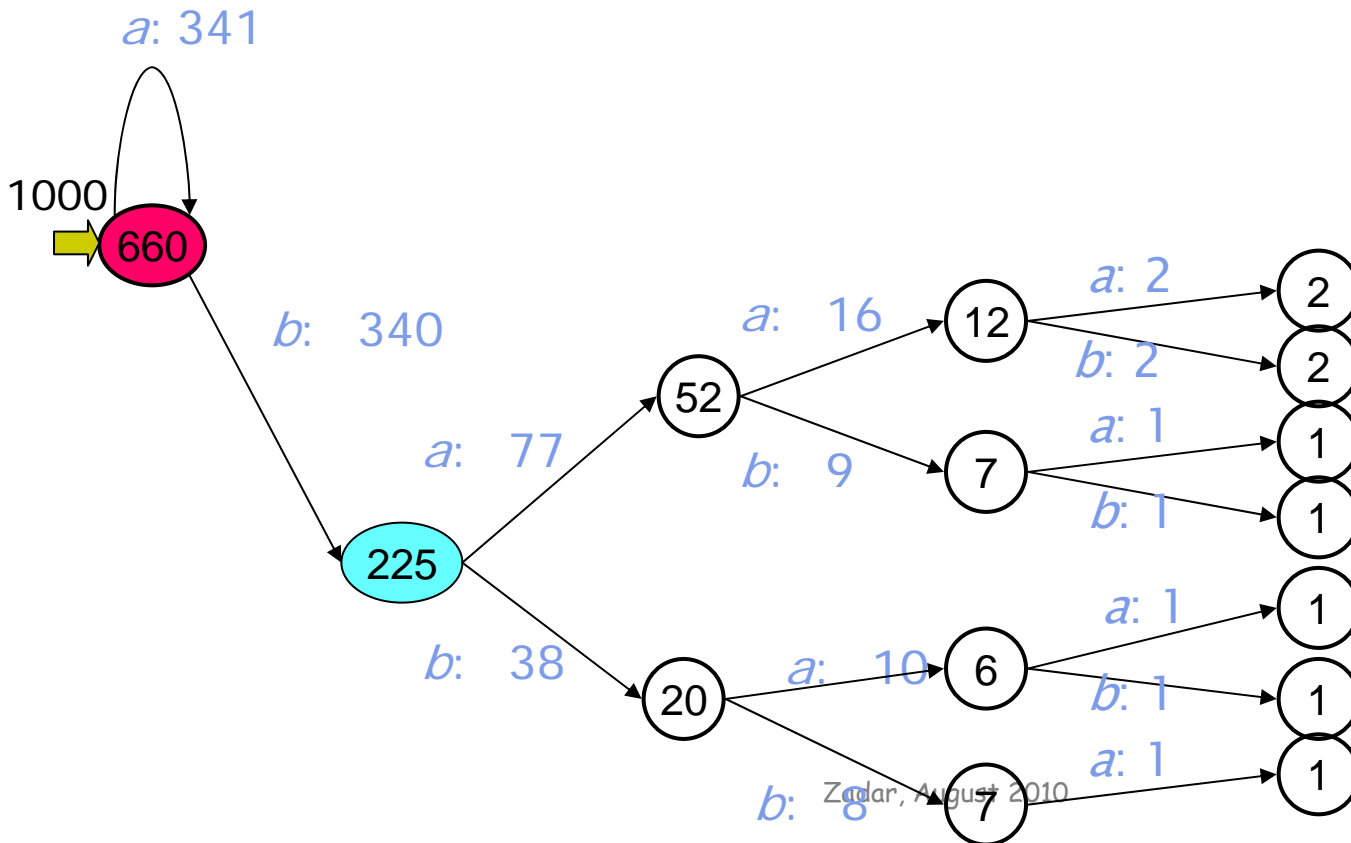 a: 341
1000
660
b: 340
a: 77
b: 38
225
52
20
a: 16
b: 9
a: 10
b: 8
12
7
6
7
a: 2
b: 2
a: 1
b: 1
a: 1
b: 1
a: 1
2
2
1
1
1
1
1
Zadar, August 2010